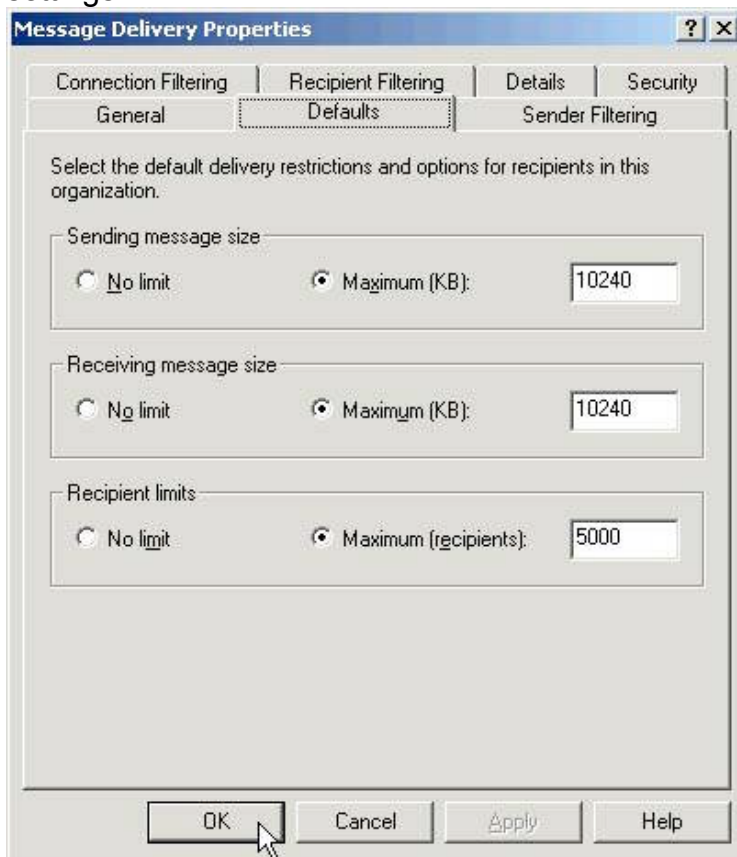 Message Delivery Properties
Connection Filtering Recipient Filtering Details Security
General Defaults Sender Filtering
Select the default delivery restrictions and options for recipients in this
organization.
Sending message size
No limit Maximum (KB): 10240
Receiving message size
No limit Maximum (KB): 10240
Recipient limits
No limit Maximum (recipients): 5000
OK Cancel Apply Help